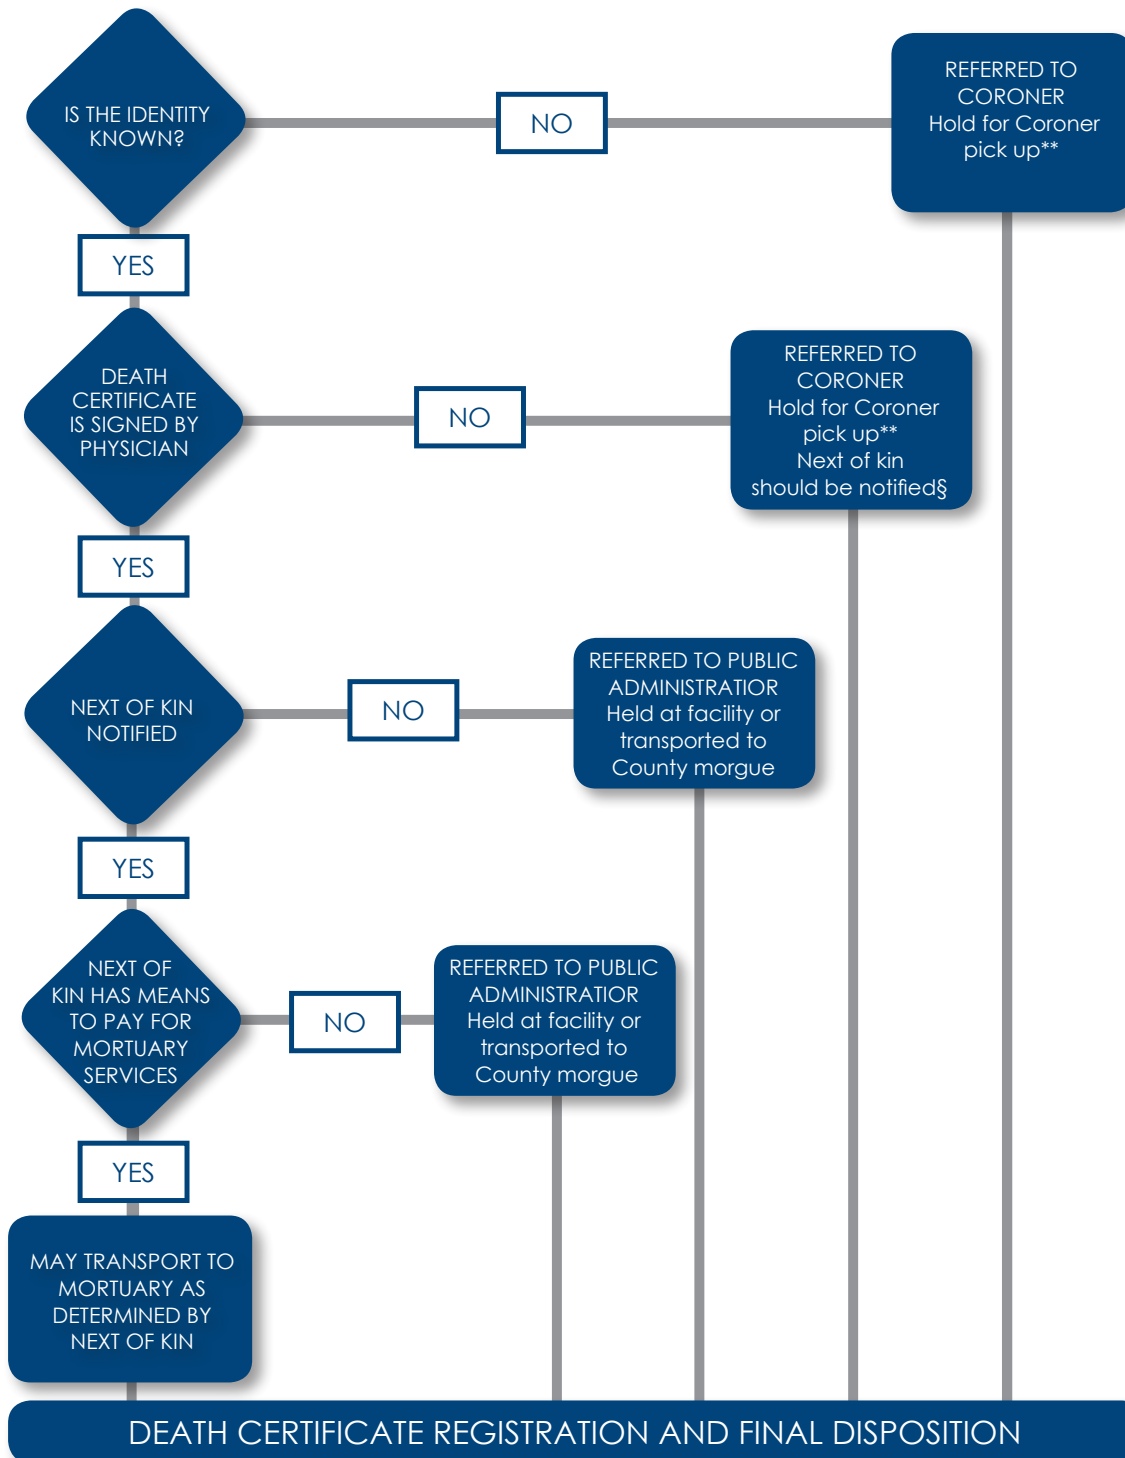 IS THE IDENTITY
KNOWN?
NO
REFERRED TO
CORONER
Hold for Coroner
pick up**
YES
DEATH
CERTIFICATE
IS SIGNED BY
PHYSICIAN
NO
REFERRED TO
CORONER
Hold for Coroner
pick up**
Next of kin
should be notified§
YES
NEXT OF KIN
NOTIFIED
NO
REFERRED TO PUBLIC
ADMINISTRATIOR
Held at facility or
transported to
County morgue
YES
NEXT OF
KIN HAS MEANS
TO PAY FOR
MORTUARY
SERVICES
NO
REFERRED TO PUBLIC
ADMINISTRATIOR
Held at facility or
transported to
County morgue
YES
MAY TRANSPORT TO
MORTUARY AS
DETERMINED BY
NEXT OF KIN
DEATH CERTIFICATE REGISTRATION AND FINAL DISPOSITION